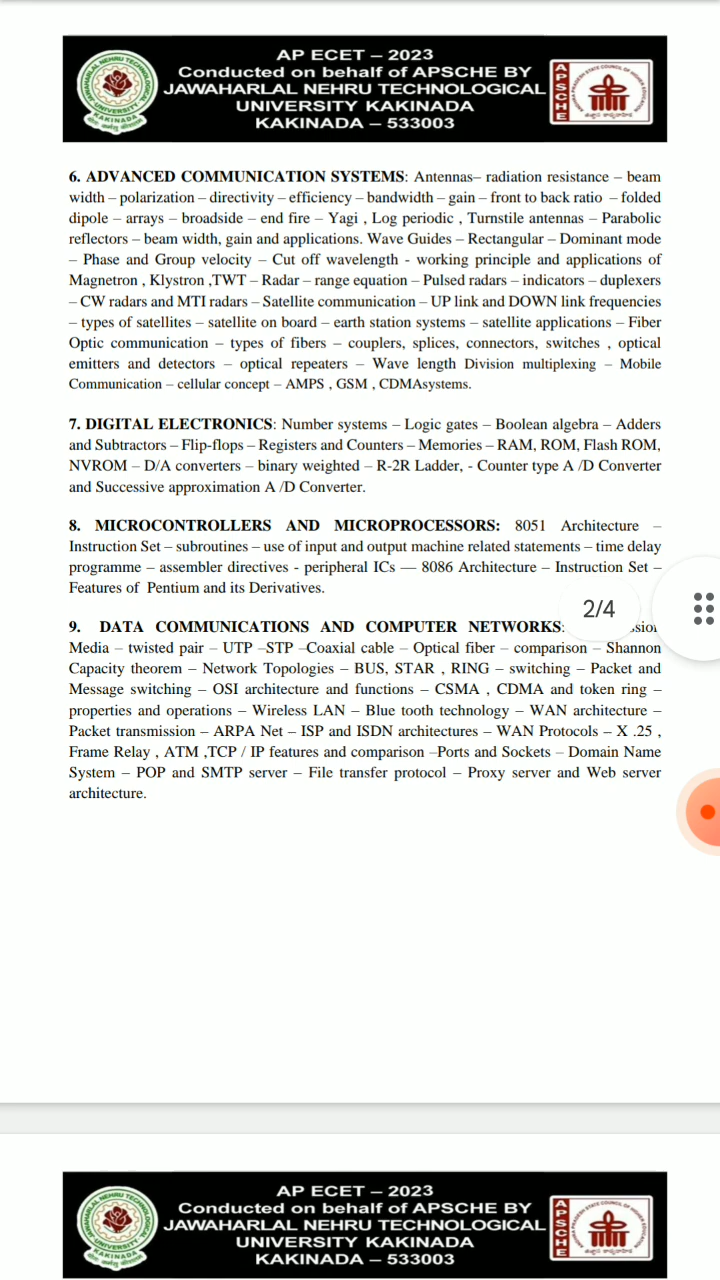 AP ECET – 2023
Conducted on behalf of APSCHE BY
JAWAHARLAL NEHRU TECHNOLOGICAL
UNIVERSITY KAKINADA
KAKINADA – 533003
APSCHE
6. ADVANCED COMMUNICATION SYSTEMS: Antennas– radiation resistance – beam
width – polarization – directivity – efficiency – bandwidth – gain – front to back ratio – folded
dipole – arrays – broadside – end fire – Yagi , Log periodic , Turnstile antennas – Parabolic
reflectors – beam width, gain and applications. Wave Guides – Rectangular – Dominant mode
– Phase and Group velocity – Cut off wavelength - working principle and applications of
Magnetron , Klystron ,TWT – Radar – range equation – Pulsed radars – indicators – duplexers
– CW radars and MTI radars – Satellite communication – UP link and DOWN link frequencies
– types of satellites – satellite on board – earth station systems – satellite applications – Fiber
Optic communication – types of fibers – couplers, splices, connectors, switches , optical
emitters and detectors – optical repeaters – Wave length Division multiplexing – Mobile
Communication – cellular concept – AMPS , GSM , CDMAsystems.
7. DIGITAL ELECTRONICS: Number systems – Logic gates – Boolean algebra – Adders
and Subtractors – Flip-flops – Registers and Counters – Memories – RAM, ROM, Flash ROM,
NVROM – D/A converters – binary weighted – R-2R Ladder, - Counter type A /D Converter
and Successive approximation A /D Converter.
8. MICROCONTROLLERS AND MICROPROCESSORS: 8051 Architecture –
Instruction Set – subroutines – use of input and output machine related statements – time delay
programme – assembler directives - peripheral ICs –– 8086 Architecture – Instruction Set –
Features of Pentium and its Derivatives.
2/4
9. DATA COMMUNICATIONS AND COMPUTER NETWORKS:
Media – twisted pair – UTP –STP –Coaxial cable – Optical fiber – comparison – Shannon
Capacity theorem – Network Topologies – BUS, STAR , RING – switching – Packet and
Message switching – OSI architecture and functions – CSMA , CDMA and token ring –
properties and operations – Wireless LAN – Blue tooth technology – WAN architecture –
Packet transmission – ARPA Net – ISP and ISDN architectures – WAN Protocols – X .25 ,
Frame Relay , ATM ,TCP / IP features and comparison –Ports and Sockets – Domain Name
System – POP and SMTP server – File transfer protocol – Proxy server and Web server
architecture.
AP ECET – 2023
Conducted on behalf of APSCHE BY
JAWAHARLAL NEHRU TECHNOLOGICAL
UNIVERSITY KAKINADA
KAKINADA – 533003
APSCHE